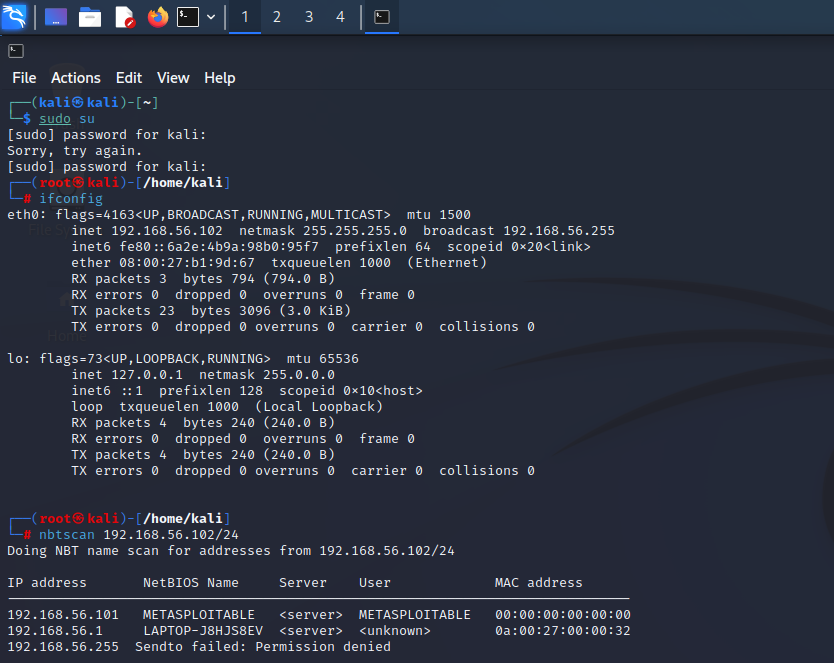 1 2 3 4
File Actions Edit View Help
┌──(kali㉿kali)-[~]
└─$ sudo su
[sudo] password for kali:
Sorry, try again.
[sudo] password for kali:
┌──(root㉿kali)-[/home/kali]
└─# ifconfig
eth0: flags=4163<UP,BROADCAST,RUNNING,MULTICAST>  mtu 1500
        inet 192.168.56.102  netmask 255.255.255.0  broadcast 192.168.56.255
        inet6 fe80::6a2e:4b9a:98b0:95f7  prefixlen 64  scopeid 0×20<link>
        ether 08:00:27:b1:9d:67  txqueuelen 1000  (Ethernet)
        RX packets 3  bytes 794 (794.0 B)
        RX errors 0  dropped 0  overruns 0  frame 0
        TX packets 23  bytes 3096 (3.0 KiB)
        TX errors 0  dropped 0 overruns 0  carrier 0  collisions 0
Home
lo: flags=73<UP,LOOPBACK,RUNNING>  mtu 65536
        inet 127.0.0.1  netmask 255.0.0.0
        inet6 ::1  prefixlen 128  scopeid 0×10<host>
        loop  txqueuelen 1000  (Local Loopback)
        RX packets 4  bytes 240 (240.0 B)
        RX errors 0  dropped 0  overruns 0  frame 0
        TX packets 4  bytes 240 (240.0 B)
        TX errors 0  dropped 0 overruns 0  carrier 0  collisions 0
┌──(root㉿kali)-[/home/kali]
└─# nbtscan 192.168.56.102/24
Doing NBT name scan for addresses from 192.168.56.102/24
IP address       NetBIOS Name     Server    User             MAC address
192.168.56.101   METASPLOITABLE   <server>  METASPLOITABLE   00:00:00:00:00:00
192.168.56.1     LAPTOP-J8HJS8EV  <server>  <unknown>        0a:00:27:00:00:32
192.168.56.255  Sendto failed: Permission denied